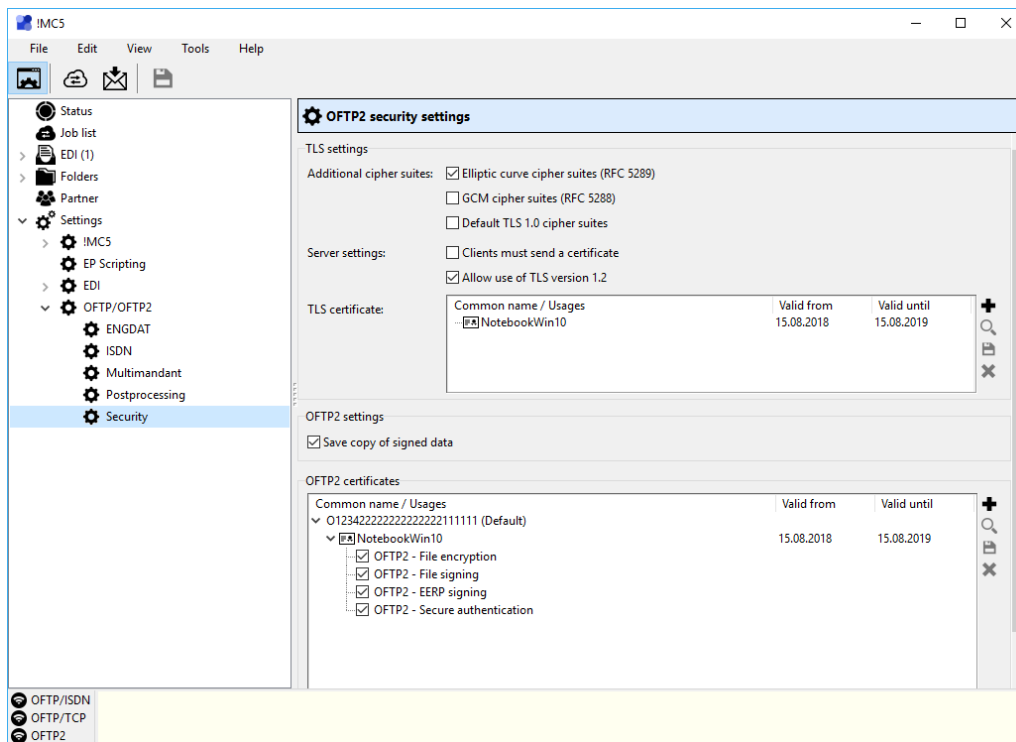 !MC5
File Edit View Tools Help
Status
Job list
EDI (1)
Folders
Partner
Settings
!MC5
EP Scripting
EDI
OFTP/OFTP2
ENGDAT
ISDN
Multimandant
Postprocessing
Security
OFTP2 security settings
TLS settings
Additional cipher suites: Elliptic curve cipher suites (RFC 5289)
GCM cipher suites (RFC 5288)
Default TLS 1.0 cipher suites
Server settings: Clients must send a certificate
Allow use of TLS version 1.2
TLS certificate: Common name / Usages Valid from Valid until
NotebookWin10 15.08.2018 15.08.2019
OFTP2 settings
Save copy of signed data
OFTP2 certificates
Common name / Usages Valid from Valid until
(Default)
NotebookWin10 15.08.2018 15.08.2019
OFTP2 - File encryption
OFTP2 - File signing
OFTP2 - EERP signing
OFTP2 - Secure authentication
OFTP/ISDN
OFTP/TCP
OFTP2